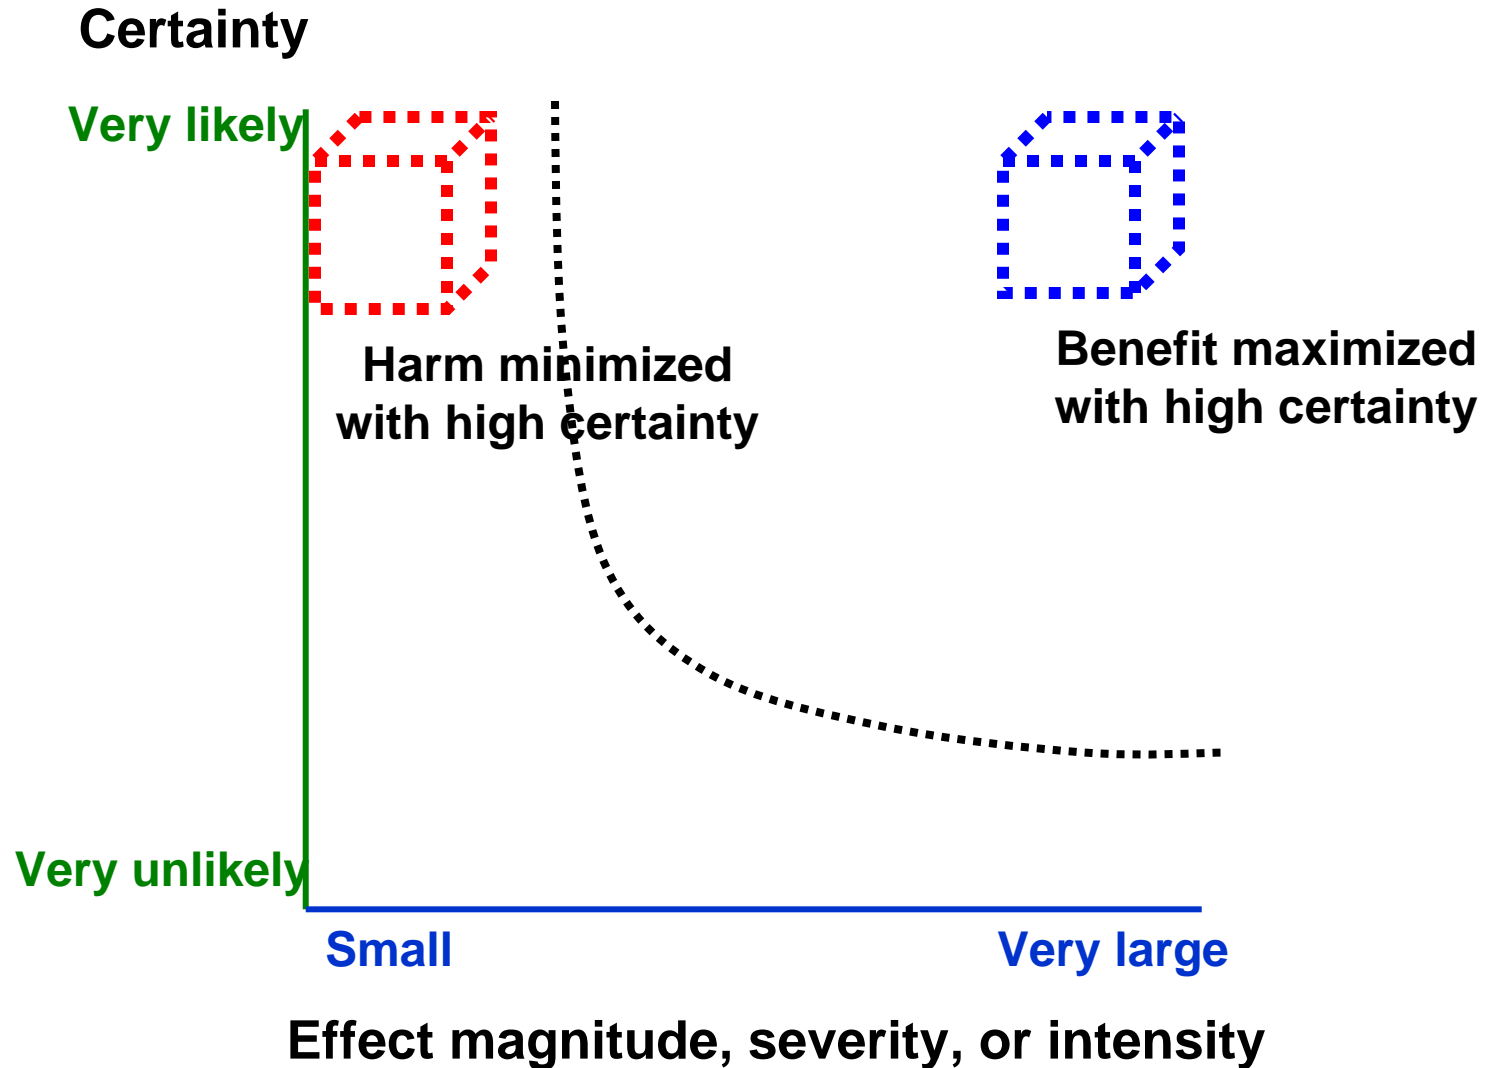 Certainty
Very likely
Harm minimized
with high certainty
Benefit maximized
with high certainty
Very unlikely
Small
Very large
Effect magnitude, severity, or intensity